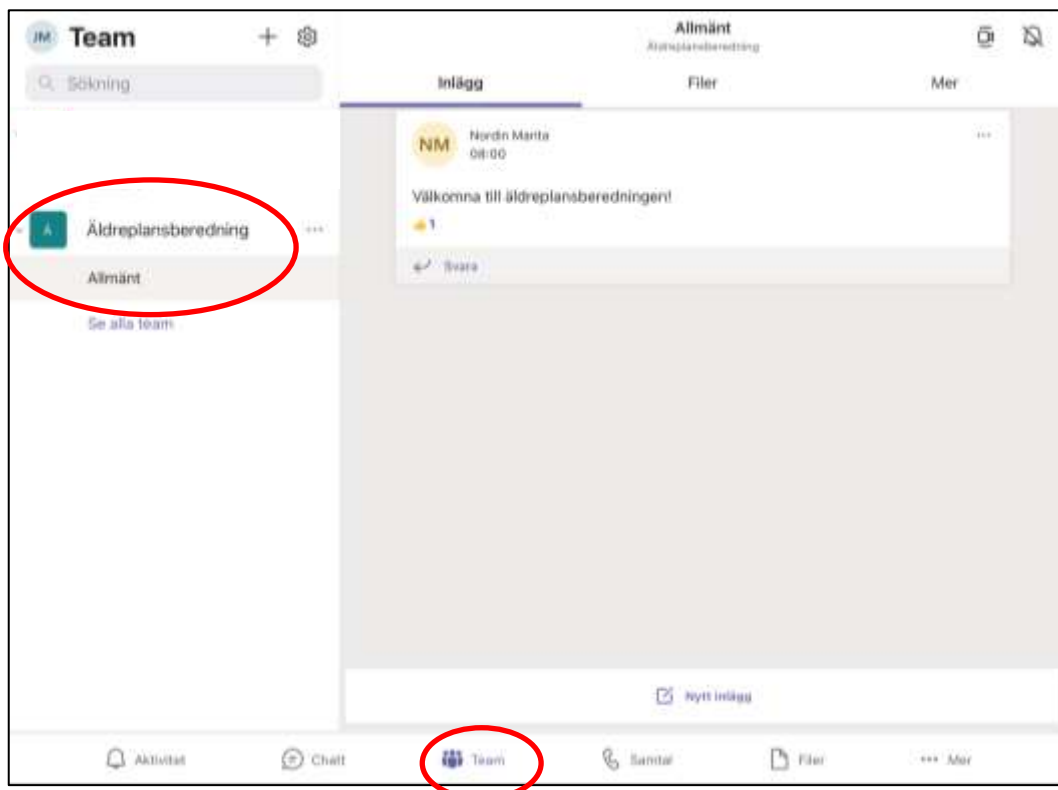 JM Team
Sökning
Ä Äldreplansberedning
Allmänt
Se alla team
Allmänt
Äldreplansberedning
Inlägg Filer Mer
NM Nordin Marita
08:00
Välkomna till äldreplansberedningen!
👍 1
Svara
Nytt inlägg
Aktivitet Chatt Team Samtal Filer Mer